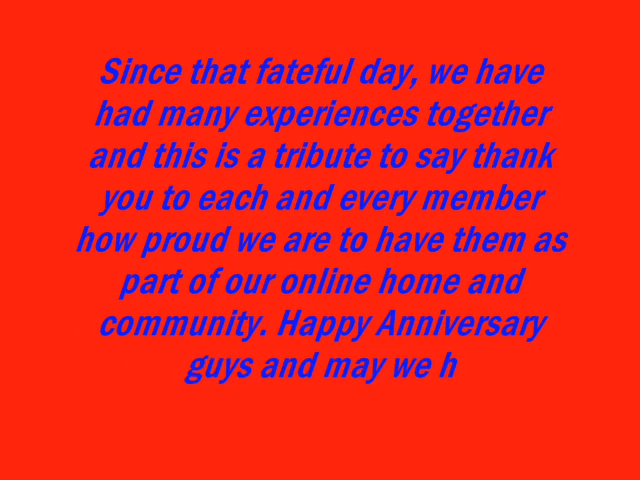 Since that fateful day, we have
had many experiences together
and this is a tribute to say thank
you to each and every member
how proud we are to have them as
part of our online home and
community. Happy Anniversary
guys and may we h